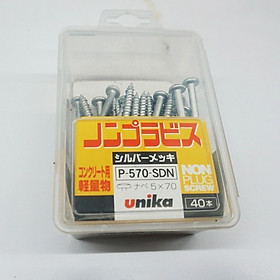 ノンプラビス
シルバーメッキ
コンクリート用
軽量物
P-570-SDN
ナベ5×70
unika
NON
PLUG
SCREW
40本